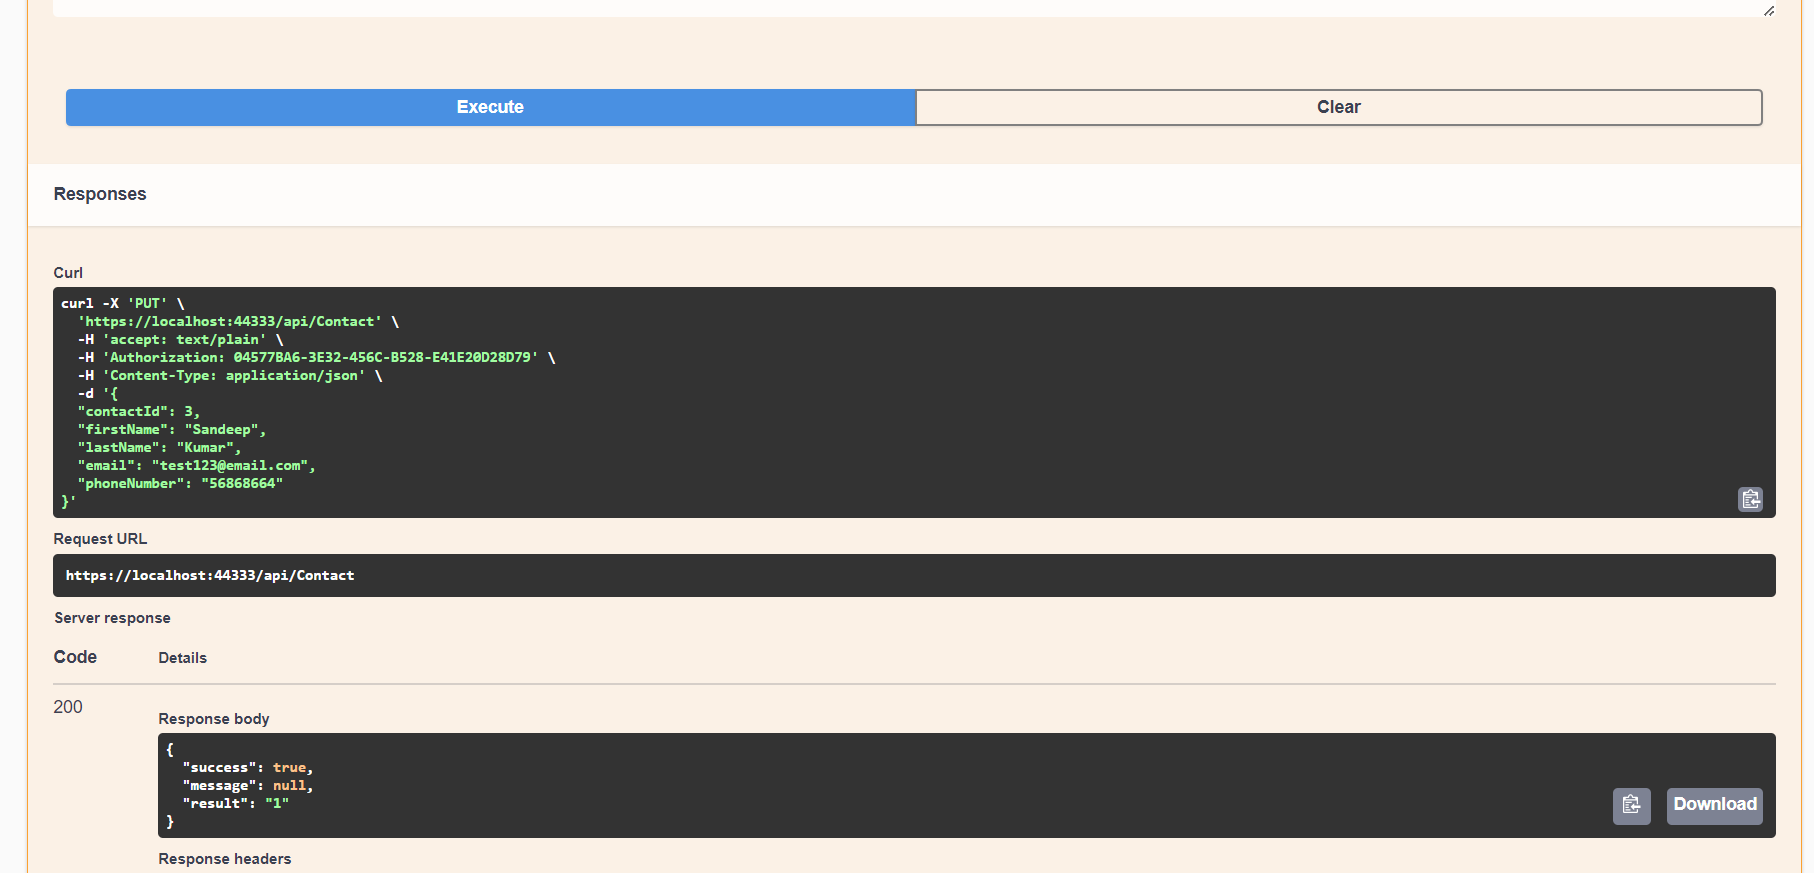 Execute
Clear
Responses
Curl
curl -X 'PUT' \
'https://localhost:44333/api/Contact' \
-H 'accept: text/plain' \
-H 'Authorization: 04577BA6-3E32-456C-B528-E41E20D28D79' \
-H 'Content-Type: application/json' \
-d '{
"contactId": 3,
"firstName": "Sandeep",
"lastName": "Kumar",
"email": "test123@email.com",
"phoneNumber": "56868664"
}'
Request URL
https://localhost:44333/api/Contact
Server response
Code
Details
200
Response body
{
"success": true,
"message": null,
"result": "1"
}
Download
Response headers